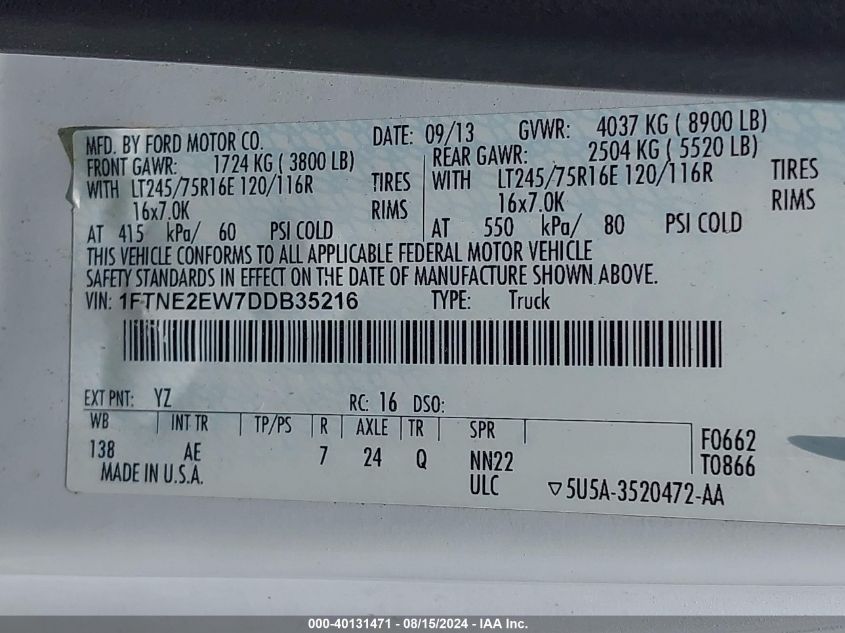 MFD. BY FORD MOTOR CO. DATE: 09/13 GVWR: 4037 KG ( 8900 LB)
FRONT GAWR: 1724 KG ( 3800 LB) REAR GAWR: 2504 KG ( 5520 LB)
WITH LT245/75R16E 120/116R TIRES WITH LT245/75R16E 120/116R TIRES
16x7.0K RIMS 16x7.0K RIMS
AT 415 kPa/ 60 PSI COLD AT 550 kPa/ 80 PSI COLD
THIS VEHICLE CONFORMS TO ALL APPLICABLE FEDERAL MOTOR VEHICLE
SAFETY STANDARDS IN EFFECT ON THE DATE OF MANUFACTURE SHOWN ABOVE.
VIN: 1FTNE2EW7DDB35216 TYPE: Truck
EXT PNT: YZ RC: 16 DSO:
WB INT TR TP/PS R AXLE TR SPR F0662
138 AE 7 24 Q NN22 T0866
MADE IN U.S.A. ULC ▽5U5A-3520472-AA
000-40131471 - 08/15/2024 - IAA Inc.